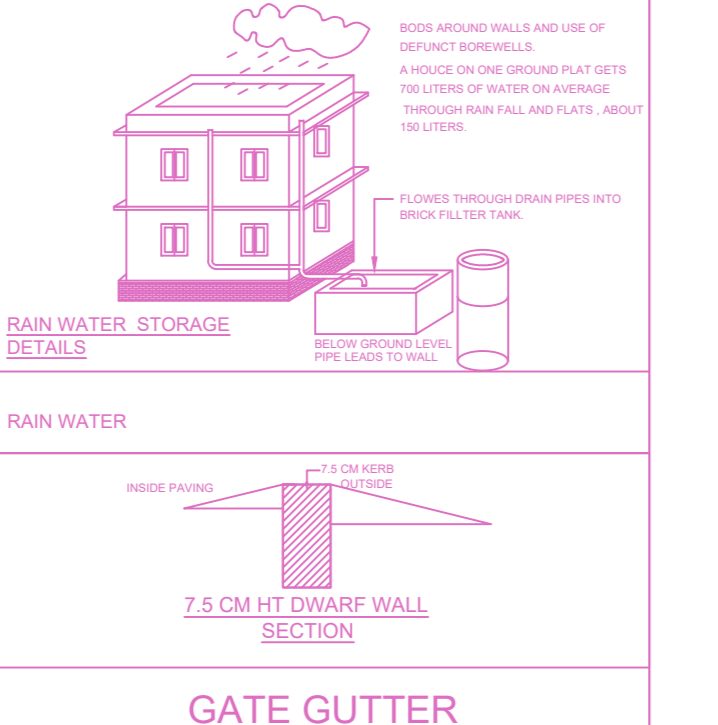 BODS AROUND WALLS AND USE OF
DEFUNCT BOREWELLS.
A HOUCE ON ONE GROUND PLAT GETS
700 LITERS OF WATER ON AVERAGE
THROUGH RAIN FALL AND FLATS , ABOUT
150 LITERS.
FLOWES THROUGH DRAIN PIPES INTO
BRICK FILLTER TANK.
RAIN WATER STORAGE
DETAILS
BELOW GROUND LEVEL
PIPE LEADS TO WALL
RAIN WATER
7.5 CM KERB
OUTSIDE
INSIDE PAVING
7.5 CM HT DWARF WALL
SECTION
GATE GUTTER